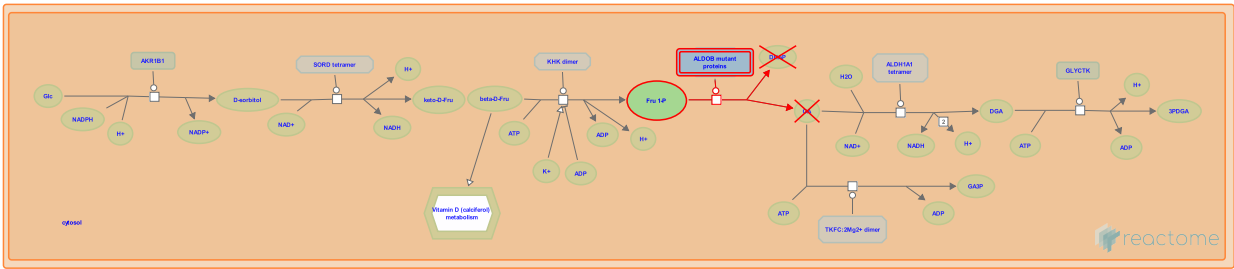 AKR1B1
SORD tetramer
H+
KHK dimer
ALDOB mutant
proteins
ALDH1A1
tetramer
H2O
GLYCTK
H+
Glc
D-sorbitol
keto-D-Fru
beta-D-Fru
Fru 1-P
DGA
3PDGA
NADPH
H+
NADP+
NAD+
NADH
ATP
ADP
H+
K+
ADP
NAD+
NADH
2
H+
ATP
ADP
Vitamin D (calciferol)
metabolism
GA3P
ATP
ADP
TKFC:2Mg2+ dimer
cytosol
reactome